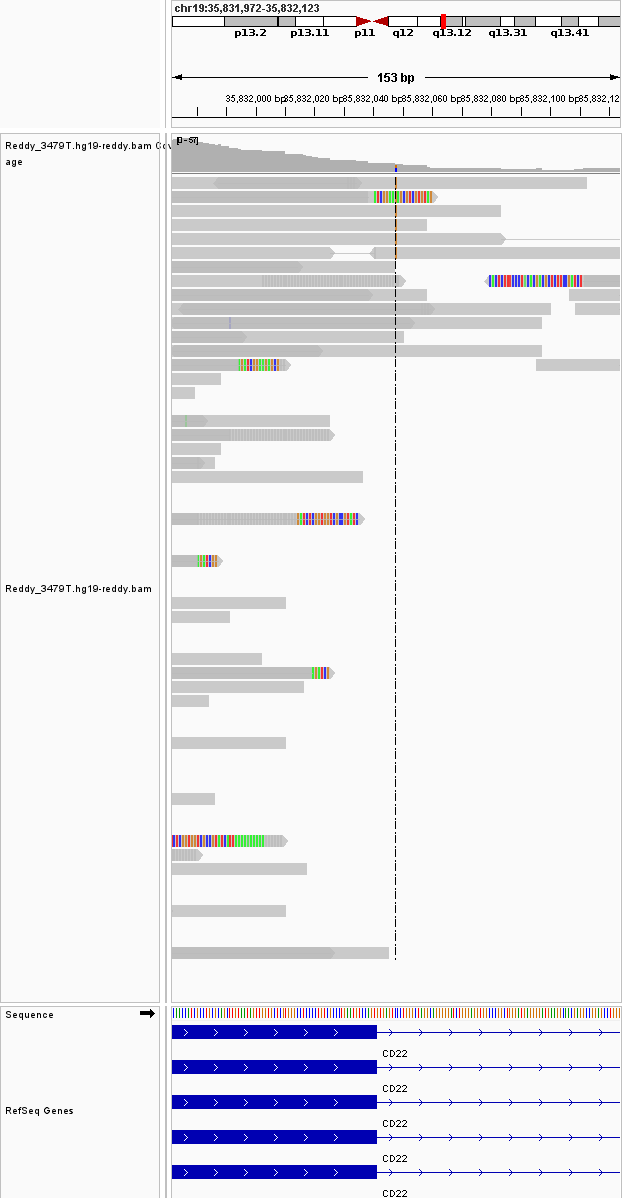 chr19:35,831,972-35,832,123
p13.2 p13.11 p11 q12 q13.12 q13.31 q13.41
153 bp
35,832,000 bp 35,832,020 bp 35,832,040 bp 35,832,060 bp 35,832,080 bp 35,832,100 bp 35,832,12
Reddy_3479T.hg19-reddy.bam Cov
age
[0 - 57]
Reddy_3479T.hg19-reddy.bam
Sequence
CD22
CD22
RefSeq Genes
CD22
CD22
CD22